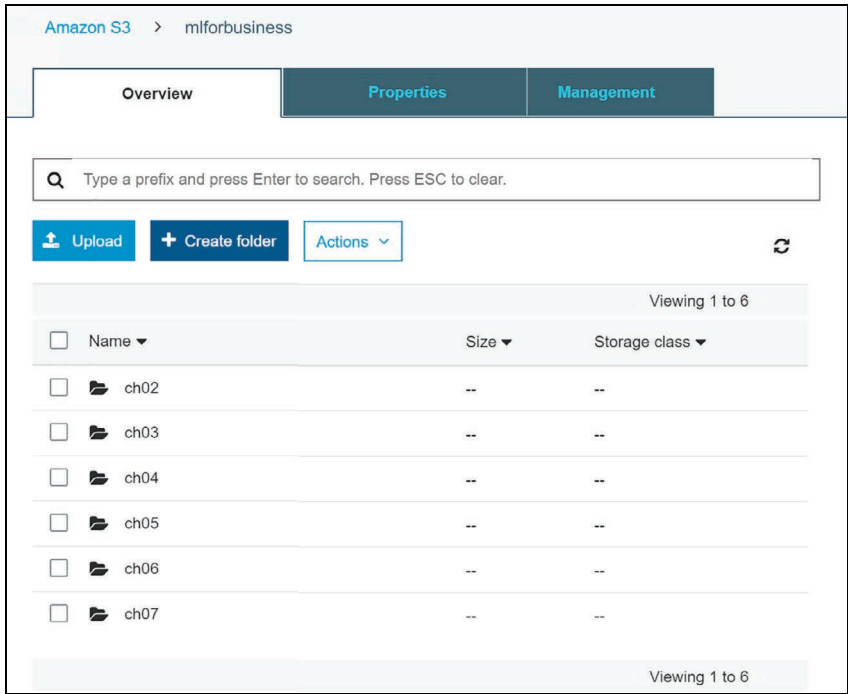 Amazon S3 > mlforbusiness
Overview Properties Management
Type a prefix and press Enter to search. Press ESC to clear.
Upload + Create folder Actions
Viewing 1 to 6
Name Size Storage class
ch02 -- --
ch03 -- --
ch04 -- --
ch05 -- --
ch06 -- --
ch07 -- --
Viewing 1 to 6